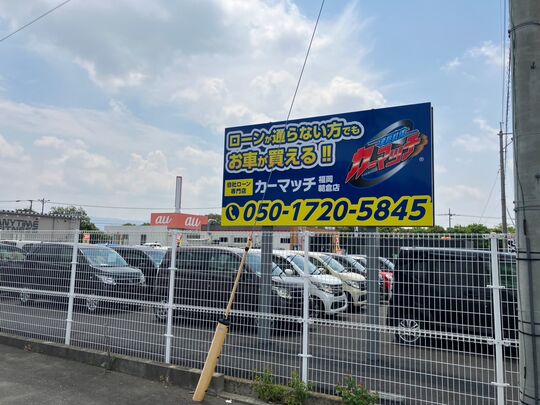 ローンが通らない方でも
お車が買える!!
自社ローン
専門店
カーマッチ
福岡
朝倉店
カーマッチ
®
050-1720-5845
au
au